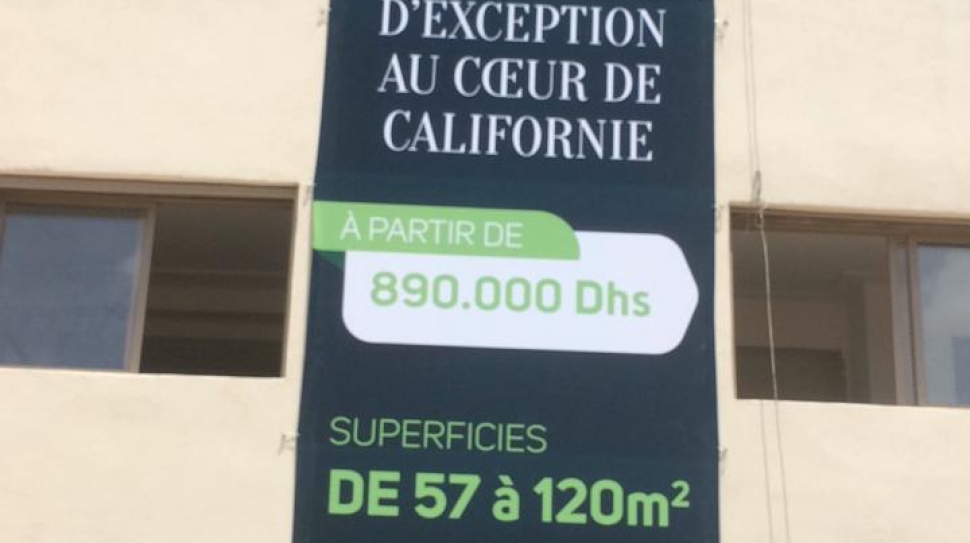 D'EXCEPTION
AU CŒUR DE
CALIFORNIE
À PARTIR DE
890.000 Dhs
SUPERFICIES
DE 57 à 120m²